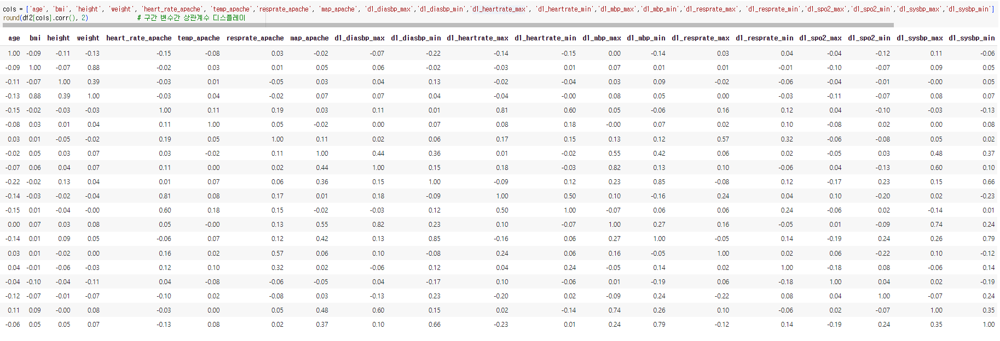 cols = ['age', 'bmi', 'height', 'weight', 'heart_rate_apache', 'temp_apache','resprate_apache', 'map_apache', 'd1_diasbp_max','d1_diasbp_min','d1_heartrate_max', 'd1_heartrate_min','d1_mbp_max','d1_mbp_min','d1_resprate_max', 'd1_resprate_min','d1_spo2_max','d1_spo2_min','d1_sysbp_max','d1_sysbp_min']
round(df2[cols].corr(), 2) # 구간 변수간 상관계수 디스플레이
age bmi height weight heart_rate_apache temp_apache resprate_apache map_apache d1_diasbp_max d1_diasbp_min d1_heartrate_max d1_heartrate_min d1_mbp_max d1_mbp_min d1_resprate_max d1_resprate_min d1_spo2_max d1_spo2_min d1_sysbp_max d1_sysbp_min
1.00 -0.09 -0.11 -0.13 -0.15 -0.08 0.03 -0.02 -0.07 -0.22 -0.14 -0.15 0.00 -0.14 0.03 0.04 -0.04 -0.12 0.11 -0.06
-0.09 1.00 -0.07 0.88 -0.02 0.03 0.01 0.05 0.06 -0.02 -0.03 0.01 0.07 0.01 0.01 -0.01 -0.10 -0.07 0.09 0.05
-0.11 -0.07 1.00 0.39 -0.03 0.01 -0.05 0.03 0.04 0.13 -0.02 -0.04 0.03 0.09 -0.02 -0.06 -0.04 -0.01 -0.00 0.05
-0.13 0.88 0.39 1.00 -0.03 0.04 -0.02 0.07 0.07 0.04 -0.04 -0.00 0.08 0.05 0.00 -0.03 -0.11 -0.07 0.08 0.07
-0.15 -0.02 -0.03 -0.03 1.00 0.11 0.19 0.03 0.11 0.01 0.81 0.60 0.05 -0.06 0.16 0.12 0.04 -0.10 -0.03 -0.13
-0.08 0.03 0.01 0.04 0.11 1.00 0.05 -0.02 0.00 0.07 0.08 0.18 -0.00 0.07 0.02 0.10 -0.08 0.02 0.00 0.08
0.03 0.01 -0.05 -0.02 0.19 0.05 1.00 0.11 0.02 0.06 0.17 0.15 0.13 0.12 0.57 0.32 -0.06 -0.08 0.05 0.02
-0.02 0.05 0.03 0.07 0.03 -0.02 0.11 1.00 0.44 0.36 0.01 -0.02 0.55 0.42 0.06 0.02 -0.05 0.03 0.48 0.37
-0.07 0.06 0.04 0.07 0.11 0.00 0.02 0.44 1.00 0.15 0.18 -0.03 0.82 0.13 0.10 -0.06 0.04 -0.13 0.60 0.10
-0.22 -0.02 0.13 0.04 0.01 0.07 0.06 0.36 0.15 1.00 -0.09 0.12 0.23 0.85 -0.08 0.12 -0.17 0.23 0.15 0.66
-0.14 -0.03 -0.02 -0.04 0.81 0.08 0.17 0.01 0.18 -0.09 1.00 0.50 0.10 -0.16 0.24 0.04 0.10 -0.20 0.02 -0.23
-0.15 0.01 -0.04 -0.00 0.60 0.18 0.15 -0.02 -0.03 0.12 0.50 1.00 -0.07 0.06 0.06 0.24 -0.06 0.02 -0.14 0.01
0.00 0.07 0.03 0.08 0.05 -0.00 0.13 0.55 0.82 0.23 0.10 -0.07 1.00 0.27 0.16 -0.05 0.01 -0.09 0.74 0.24
-0.14 0.01 0.09 0.05 -0.06 0.07 0.12 0.42 0.13 0.85 -0.16 0.06 0.27 1.00 -0.05 0.14 -0.19 0.24 0.26 0.79
0.03 0.01 -0.02 0.00 0.16 0.02 0.57 0.06 0.10 -0.08 0.24 0.06 0.16 -0.05 1.00 0.02 0.06 -0.22 0.10 -0.12
0.04 -0.01 -0.06 -0.03 0.12 0.10 0.32 0.02 -0.06 0.12 0.04 0.24 -0.05 0.14 0.02 1.00 -0.18 0.08 -0.06 0.14
-0.04 -0.10 -0.04 -0.11 0.04 -0.08 -0.06 -0.05 0.04 -0.17 0.10 -0.06 0.01 -0.19 0.06 -0.18 1.00 0.04 0.02 -0.19
-0.12 -0.07 -0.01 -0.07 -0.10 0.02 -0.08 0.03 -0.13 0.23 -0.20 0.02 -0.09 0.24 -0.22 0.08 0.04 1.00 -0.07 0.24
0.11 0.09 -0.00 0.08 -0.03 0.00 0.05 0.48 0.60 0.15 0.02 -0.14 0.74 0.26 0.10 -0.06 0.02 -0.07 1.00 0.35
-0.06 0.05 0.05 0.07 -0.13 0.08 0.02 0.37 0.10 0.66 -0.23 0.01 0.24 0.79 -0.12 0.14 -0.19 0.24 0.35 1.00